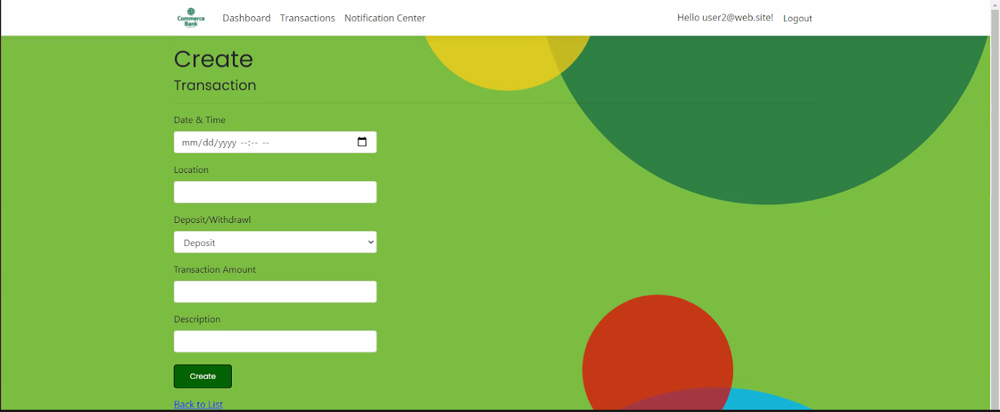 Commerce
Bank
Dashboard Transactions Notification Center Hello user2@web.site! Logout
Create
Transaction
Date & Time
mm/dd/yyyy --:-- --
Location
Deposit/Withdrawl
Deposit
Transaction Amount
Description
Create
Back to List